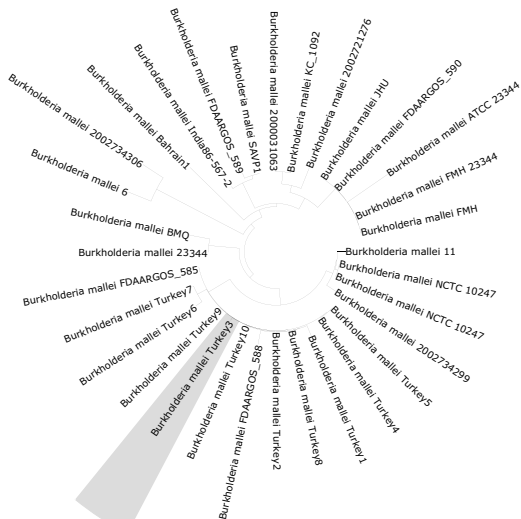 Burkholderia mallei 11
Burkholderia mallei FMH
Burkholderia mallei FMH 23344
Burkholderia mallei ATCC 23344
Burkholderia mallei FDAARGOS_590
Burkholderia mallei JHU
Burkholderia mallei 2002721276
Burkholderia mallei KC_1092
Burkholderia mallei 2000031063
Burkholderia mallei SAVP1
Burkholderia mallei FDAARGOS_589
Burkholderia mallei India86-567-2
Burkholderia mallei Bahrain1
Burkholderia mallei 2002734306
Burkholderia mallei 6
Burkholderia mallei BMQ
Burkholderia mallei 23344
Burkholderia mallei FDAARGOS_585
Burkholderia mallei Turkey7
Burkholderia mallei Turkey6
Burkholderia mallei Turkey9
Burkholderia mallei Turkey3
Burkholderia mallei Turkey10
Burkholderia mallei FDAARGOS_588
Burkholderia mallei Turkey2
Burkholderia mallei Turkey8
Burkholderia mallei Turkey1
Burkholderia mallei Turkey4
Burkholderia mallei Turkey5
Burkholderia mallei 2002734299
Burkholderia mallei NCTC 10247
Burkholderia mallei NCTC 10247